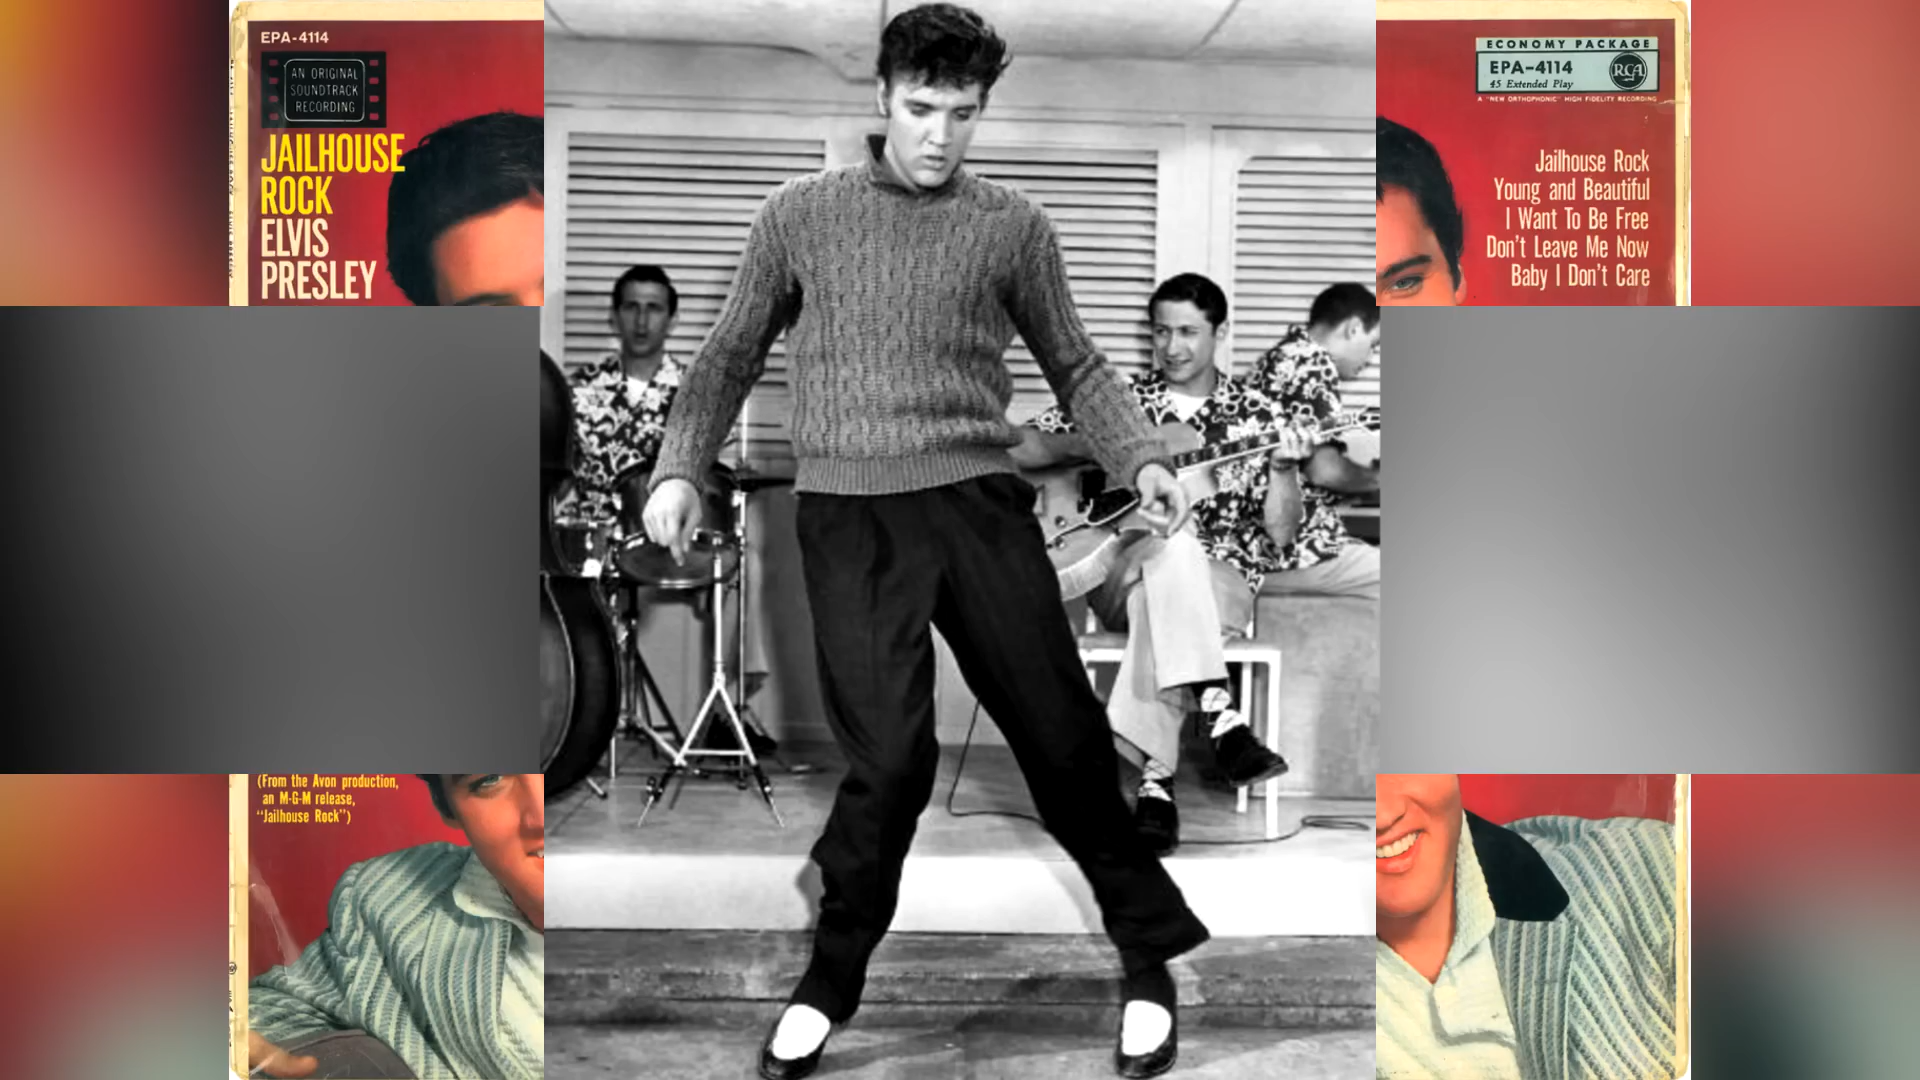 EPA-4114
AN ORIGINAL
SOUNDTRACK
RECORDING
JAILHOUSE
ROCK
ELVIS
PRESLEY
ECONOMY PACKAGE
EPA-4114
45 Extended Play
RCA
A "NEW ORTHOPHONIC" HIGH FIDELITY RECORDING
Jailhouse Rock
Young and Beautiful
I Want To Be Free
Don't Leave Me Now
Baby I Don't Care
(From the Avon production,
an M-G-M release,
"Jailhouse Rock")